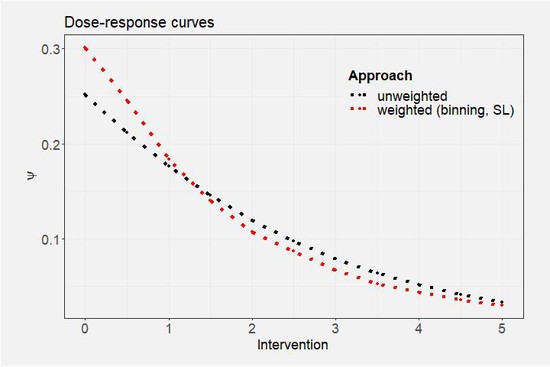 Dose-response curves
Approach
unweighted
weighted (binning, SL)
0.3
0.2
0.1
Ψ
0 1 2 3 4 5
Intervention